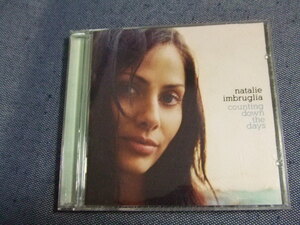 natalie
imbruglia
counting
down
the
days